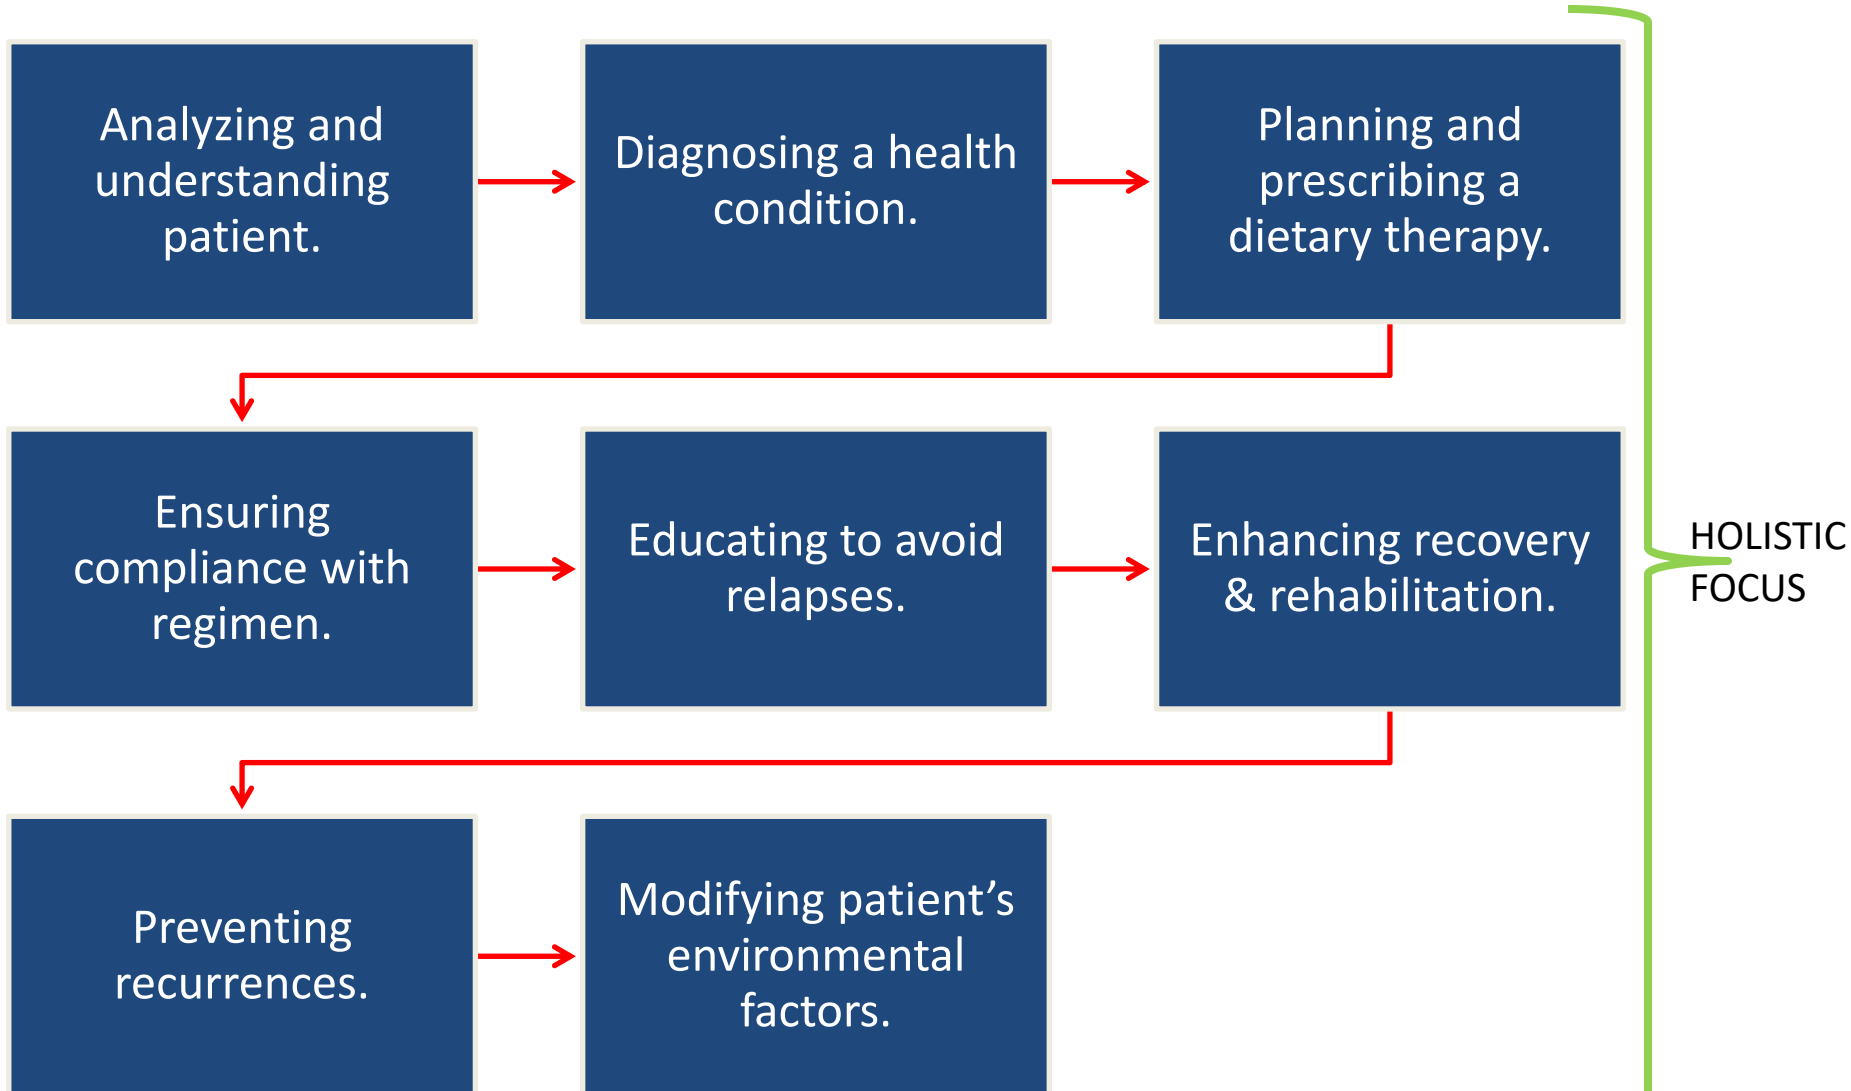 Analyzing and
understanding
patient.
Diagnosing a health
condition.
Planning and
prescribing a
dietary therapy.
Ensuring
compliance with
regimen.
Educating to avoid
relapses.
Enhancing recovery
& rehabilitation.
HOLISTIC
FOCUS
Preventing
recurrences.
Modifying patient’s
environmental
factors.